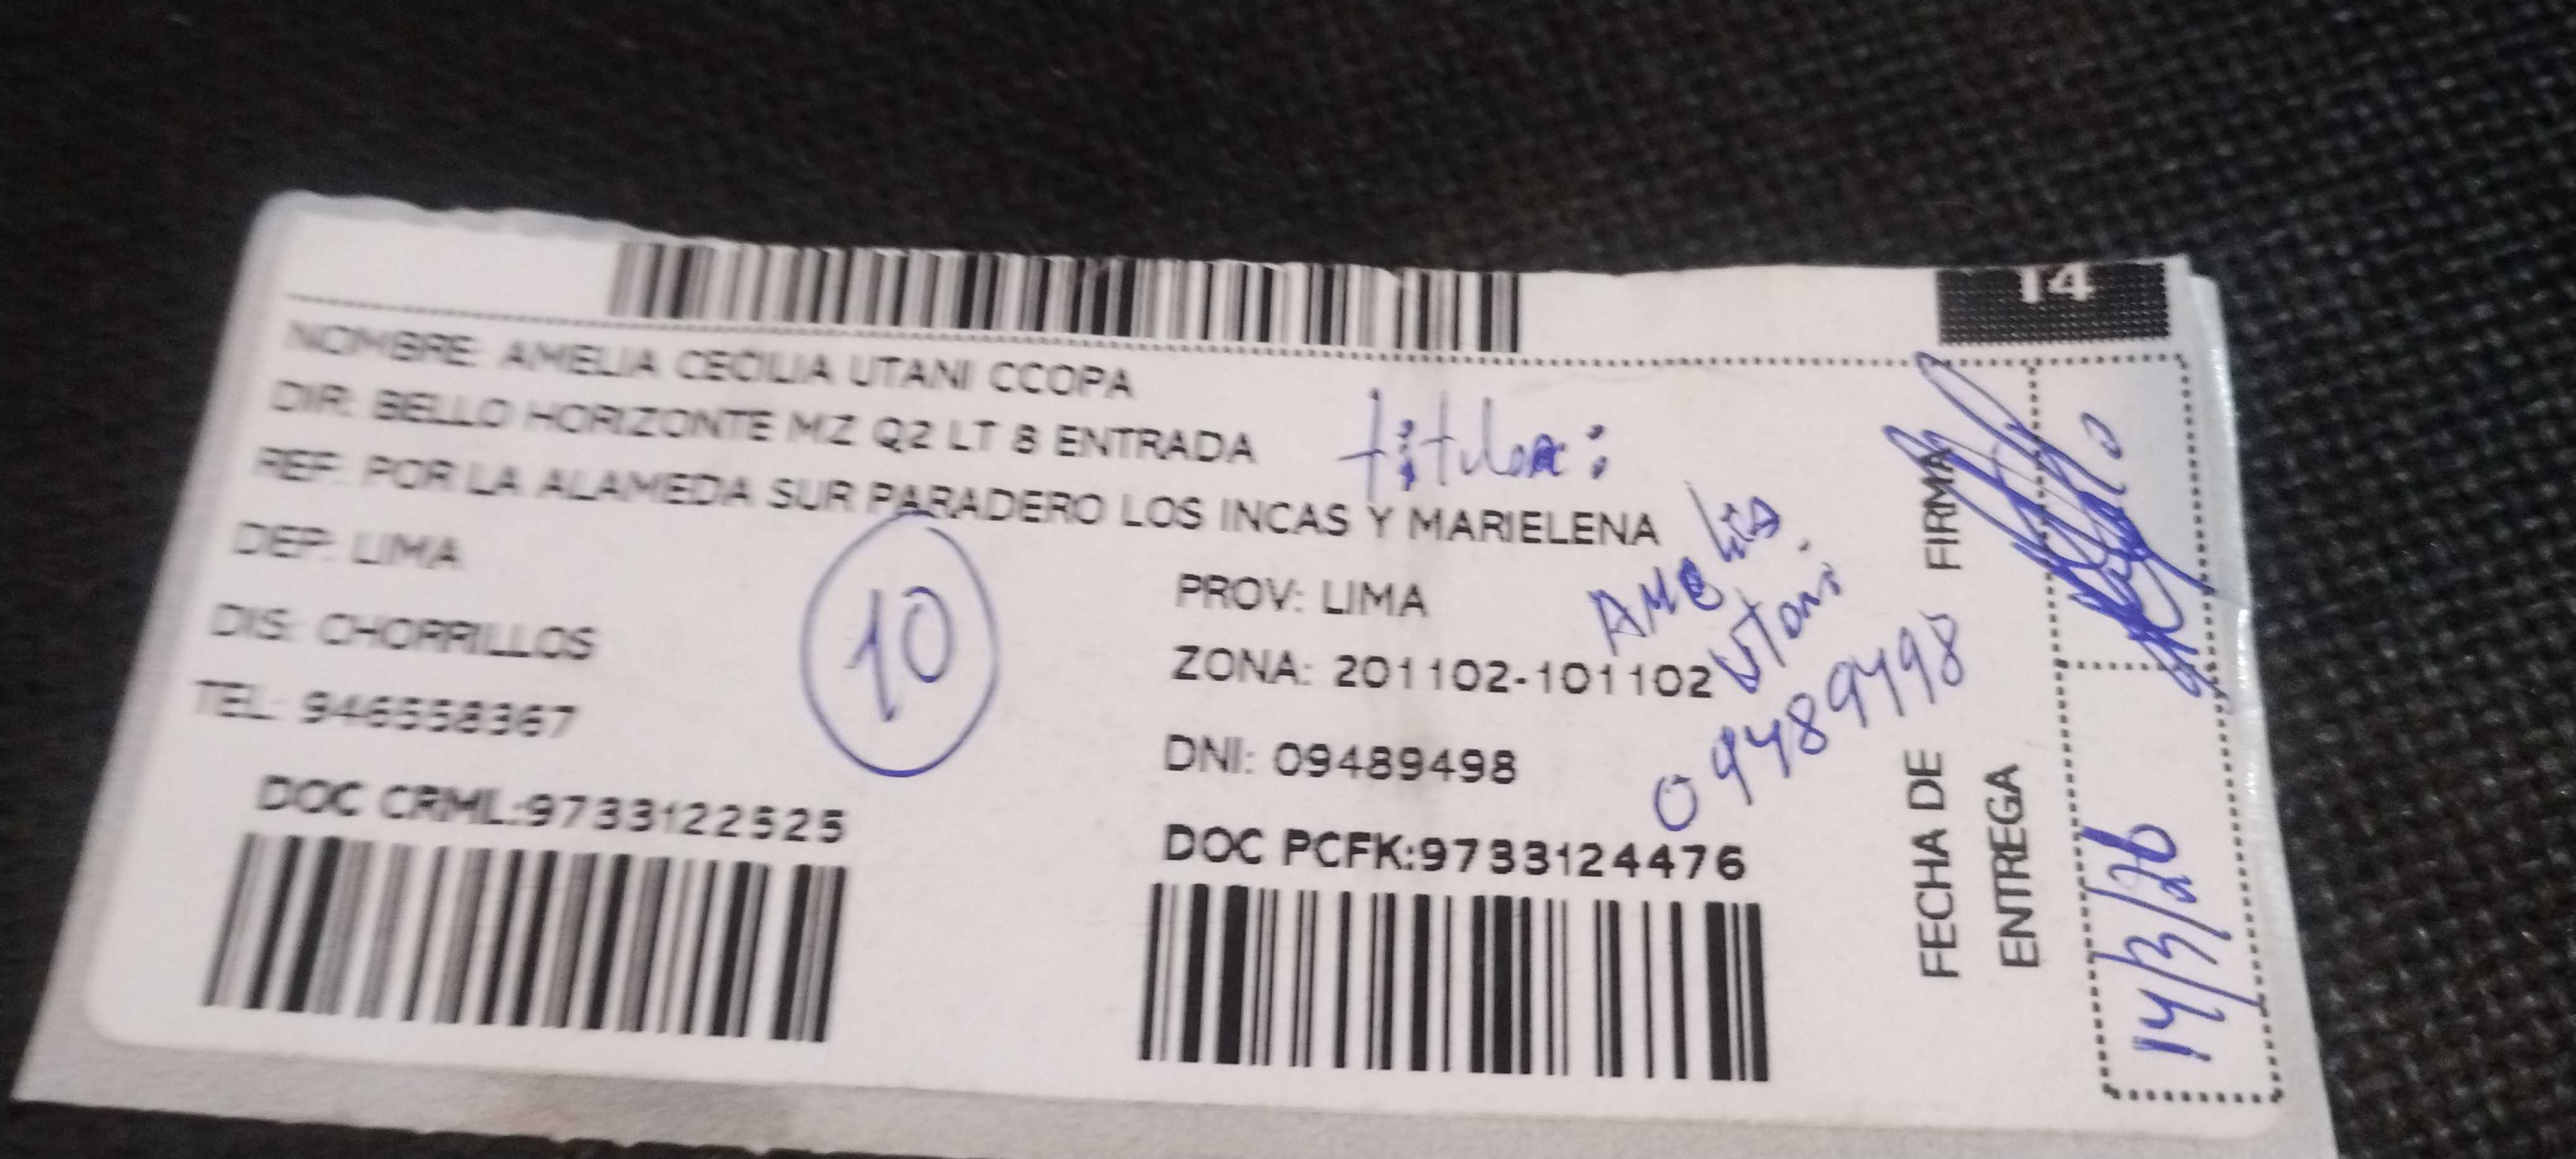 14
NOMBRE: AMELIA CECILIA UTANI CCOPA
DIR: BELLO HORIZONTE MZ Q2 LT 8 ENTRADA
titular:
REF: POR LA ALAMEDA SUR PARADERO LOS INCAS Y MARIELENA
DEP: LIMA
PROV: LIMA
DIS: CHORRILLOS
ZONA: 201102-101102
TEL: 946558367
DNI: 09489498
10
Amelia
Utani
09489498
DOC CRML:9733122525
DOC PCFK:9733124476
FIRMA
FECHA DE
ENTREGA
14/3/26